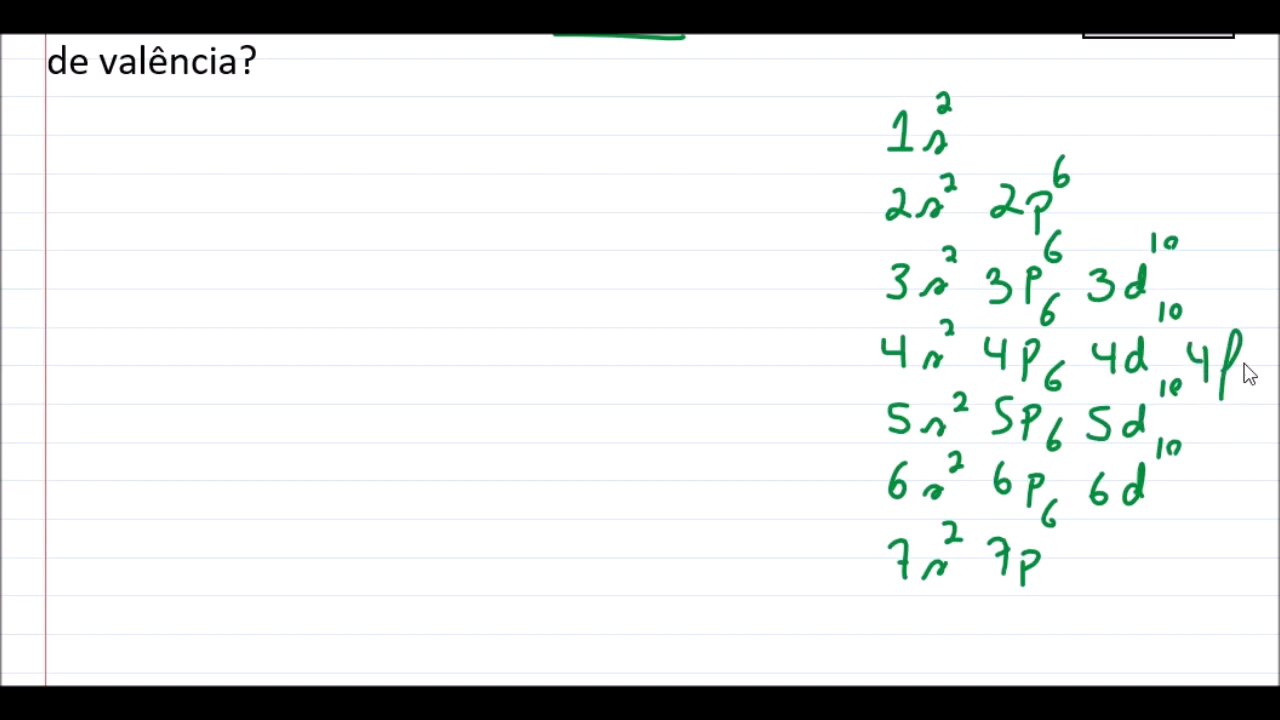 de valência?
1s²
2s² 2p⁶
3s² 3p⁶ 3d¹⁰
4s² 4p⁶ 4d¹⁰ 4f
5s² 5p⁶ 5d¹⁰
6s² 6p⁶ 6d¹⁰
7s² 7p⁶